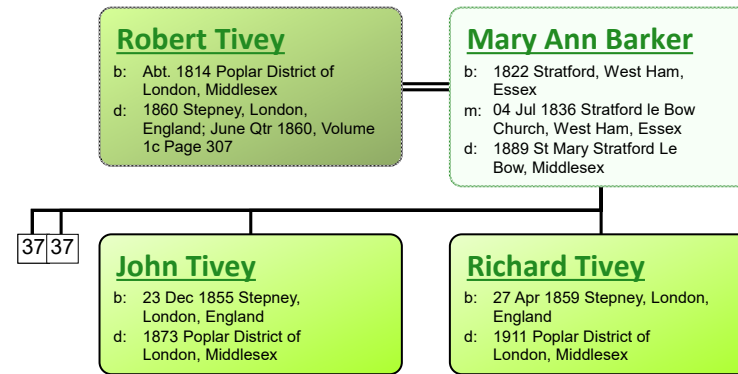 Robert Tivey
b: Abt. 1814 Poplar District of
London, Middlesex
d: 1860 Stepney, London,
England; June Qtr 1860, Volume
1c Page 307
Mary Ann Barker
b: 1822 Stratford, West Ham,
Essex
m: 04 Jul 1836 Stratford le Bow
Church, West Ham, Essex
d: 1889 St Mary Stratford Le
Bow, Middlesex
37 37
John Tivey
b: 23 Dec 1855 Stepney,
London, England
d: 1873 Poplar District of
London, Middlesex
Richard Tivey
b: 27 Apr 1859 Stepney, London,
England
d: 1911 Poplar District of
London, Middlesex